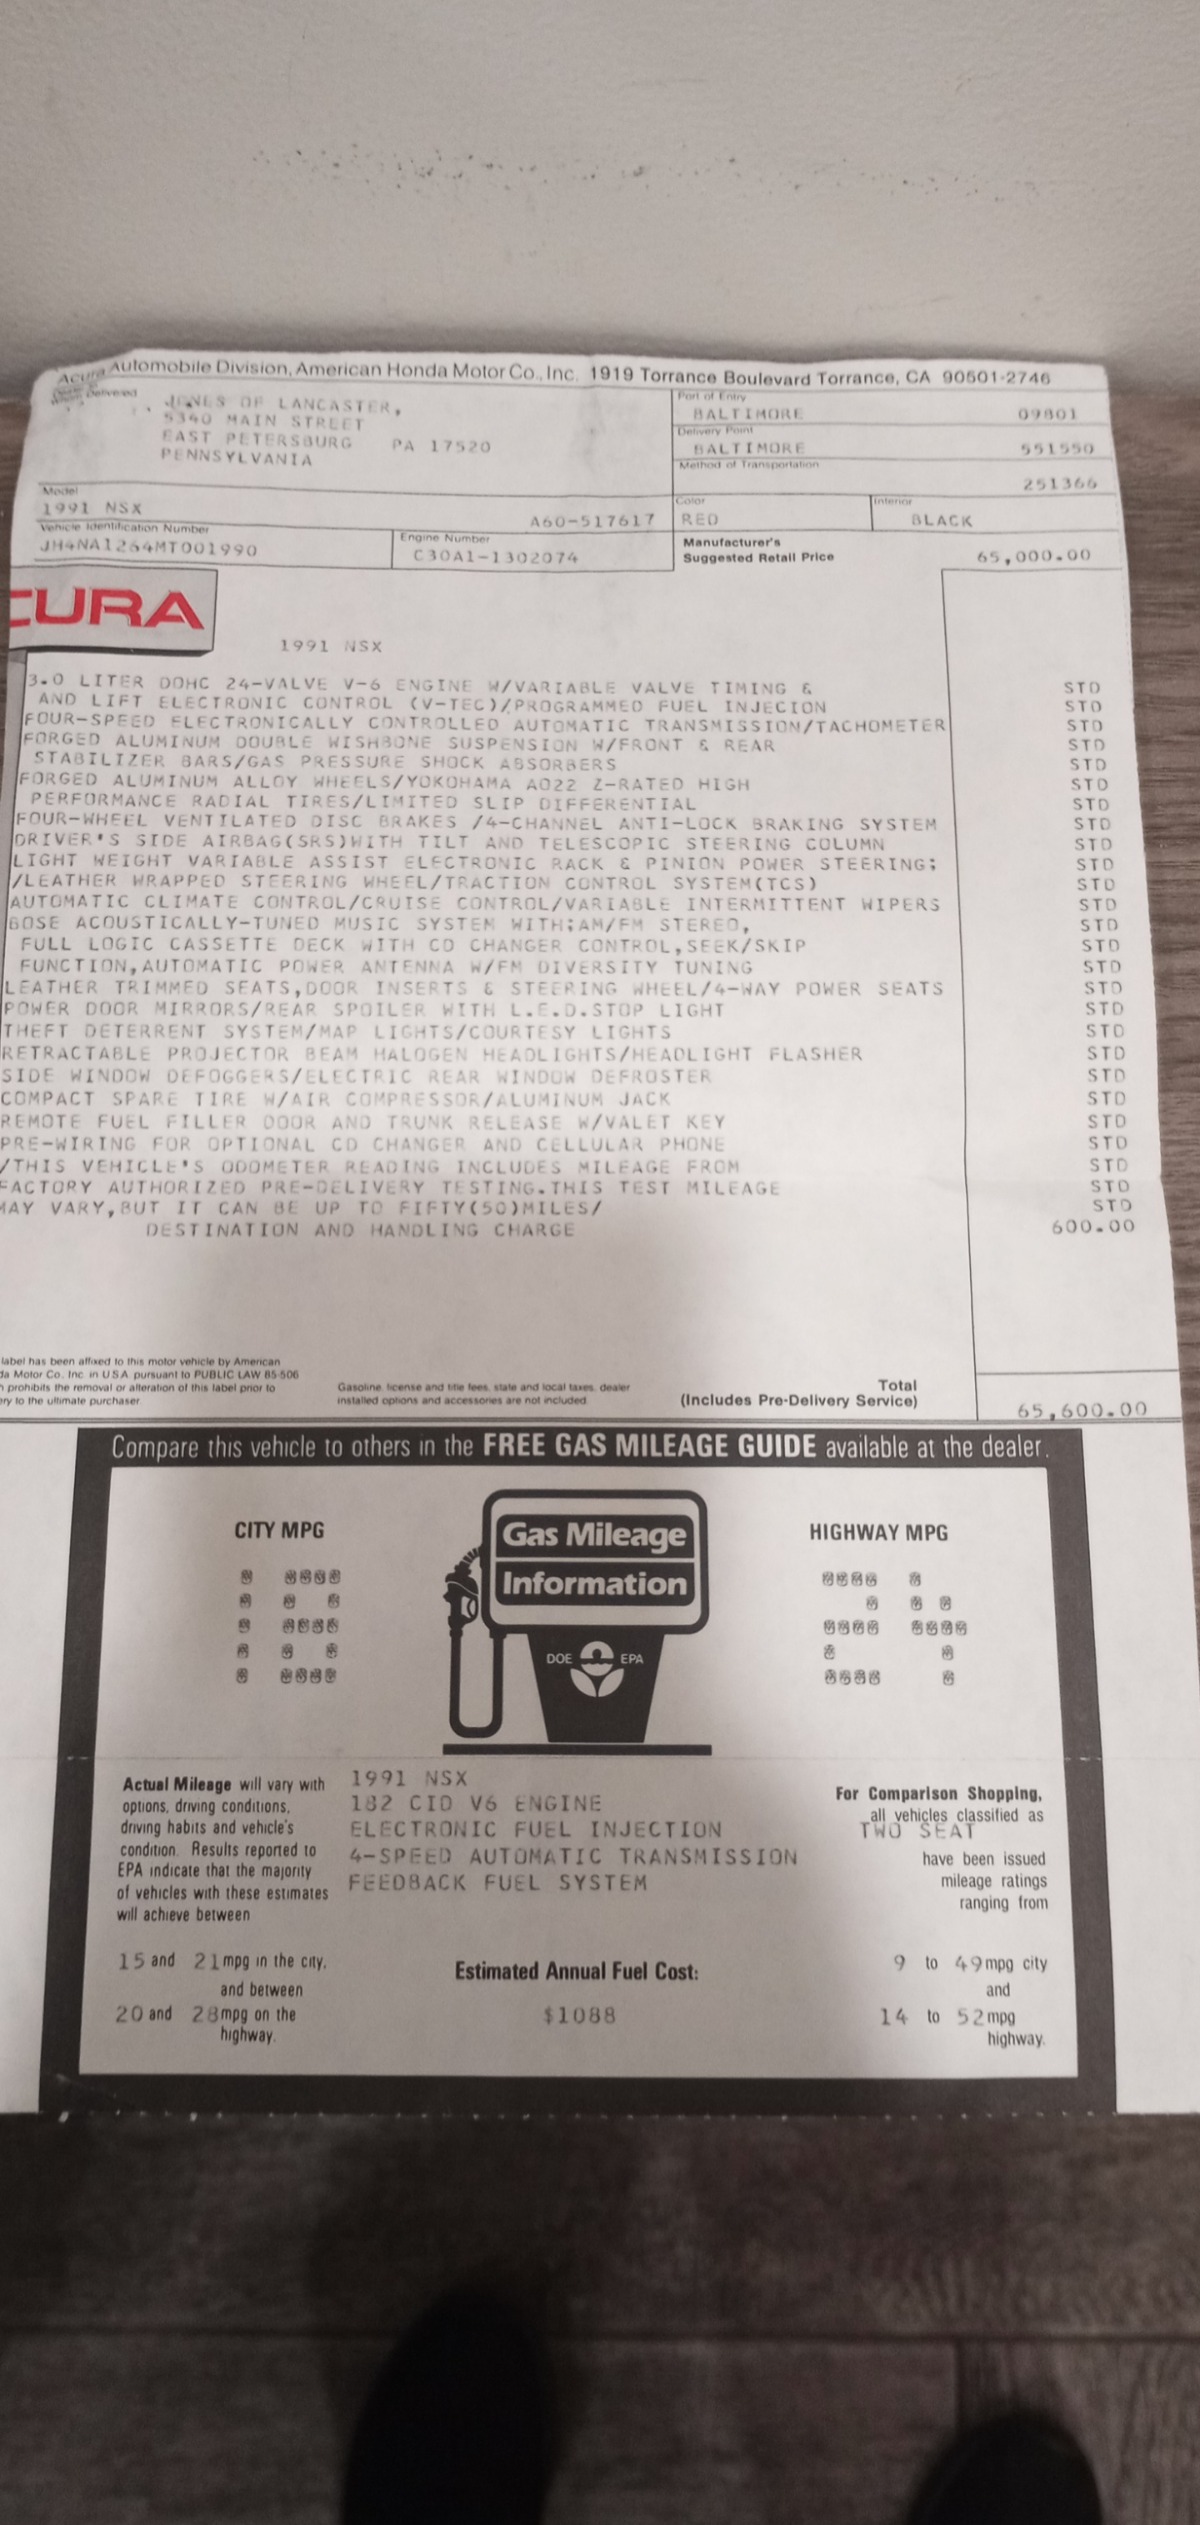 Acura Automobile Division, American Honda Motor Co., Inc. 1919 Torrance Boulevard Torrance, CA 90501-2746
Delivered
JONES OF LANCASTER,
5340 MAIN STREET
EAST PETERSBURG PA 17520
PENNSYLVANIA
Port of Entry
BALTIMORE 09801
Delivery Point
BALTIMORE 551550
Method of Transportation
251366
Model
1991 NSX A60-517617
Color
RED
Interior
BLACK
Vehicle Identification Number
JH4NA1264MT001990
Engine Number
C30A1-1302074
Manufacturer's
Suggested Retail Price 65,000.00
CURA
1991 NSX
3.0 LITER DOHC 24-VALVE V-6 ENGINE W/VARIABLE VALVE TIMING & STD
AND LIFT ELECTRONIC CONTROL (V-TEC)/PROGRAMMED FUEL INJECION STD
FOUR-SPEED ELECTRONICALLY CONTROLLED AUTOMATIC TRANSMISSION/TACHOMETER STD
FORGED ALUMINUM DOUBLE WISHBONE SUSPENSION W/FRONT & REAR STD
STABILIZER BARS/GAS PRESSURE SHOCK ABSORBERS STD
FORGED ALUMINUM ALLOY WHEELS/YOKOHAMA A022 Z-RATED HIGH STD
PERFORMANCE RADIAL TIRES/LIMITED SLIP DIFFERENTIAL STD
FOUR-WHEEL VENTILATED DISC BRAKES /4-CHANNEL ANTI-LOCK BRAKING SYSTEM STD
DRIVER'S SIDE AIRBAG(SRS)WITH TILT AND TELESCOPIC STEERING COLUMN STD
LIGHT WEIGHT VARIABLE ASSIST ELECTRONIC RACK & PINION POWER STEERING; STD
/LEATHER WRAPPED STEERING WHEEL/TRACTION CONTROL SYSTEM(TCS) STD
AUTOMATIC CLIMATE CONTROL/CRUISE CONTROL/VARIABLE INTERMITTENT WIPERS STD
BOSE ACOUSTICALLY-TUNED MUSIC SYSTEM WITH;AM/FM STEREO, STD
FULL LOGIC CASSETTE DECK WITH CD CHANGER CONTROL,SEEK/SKIP STD
FUNCTION,AUTOMATIC POWER ANTENNA W/FM DIVERSITY TUNING STD
LEATHER TRIMMED SEATS,DOOR INSERTS & STEERING WHEEL/4-WAY POWER SEATS STD
POWER DOOR MIRRORS/REAR SPOILER WITH L.E.D.STOP LIGHT STD
THEFT DETERRENT SYSTEM/MAP LIGHTS/COURTESY LIGHTS STD
RETRACTABLE PROJECTOR BEAM HALOGEN HEADLIGHTS/HEADLIGHT FLASHER STD
SIDE WINDOW DEFOGGERS/ELECTRIC REAR WINDOW DEFROSTER STD
COMPACT SPARE TIRE W/AIR COMPRESSOR/ALUMINUM JACK STD
REMOTE FUEL FILLER DOOR AND TRUNK RELEASE W/VALET KEY STD
PRE-WIRING FOR OPTIONAL CD CHANGER AND CELLULAR PHONE STD
/THIS VEHICLE'S ODOMETER READING INCLUDES MILEAGE FROM STD
FACTORY AUTHORIZED PRE-DELIVERY TESTING.THIS TEST MILEAGE STD
MAY VARY,BUT IT CAN BE UP TO FIFTY(50)MILES/ STD
DESTINATION AND HANDLING CHARGE 600.00
label has been affixed to this motor vehicle by American
da Motor Co. Inc. in U.S.A. pursuant to PUBLIC LAW 85-506
h prohibits the removal or alteration of this label prior to
ery to the ultimate purchaser.
Gasoline, license and title fees, state and local taxes, dealer
installed options and accessories are not included.
Total
(Includes Pre-Delivery Service) 65,600.00
Compare this vehicle to others in the FREE GAS MILEAGE GUIDE available at the dealer.
CITY MPG
18
Gas Mileage
Information
DOE EPA
HIGHWAY MPG
24
Actual Mileage will vary with
options, driving conditions,
driving habits and vehicle's
condition. Results reported to
EPA indicate that the majority
of vehicles with these estimates
will achieve between
15 and 21 mpg in the city,
and between
20 and 28 mpg on the
highway.
1991 NSX
182 CID V6 ENGINE
ELECTRONIC FUEL INJECTION
4-SPEED AUTOMATIC TRANSMISSION
FEEDBACK FUEL SYSTEM
Estimated Annual Fuel Cost:
$1088
For Comparison Shopping,
all vehicles classified as
TWO SEAT
have been issued
mileage ratings
ranging from
9 to 49 mpg city
and
14 to 52 mpg
highway.